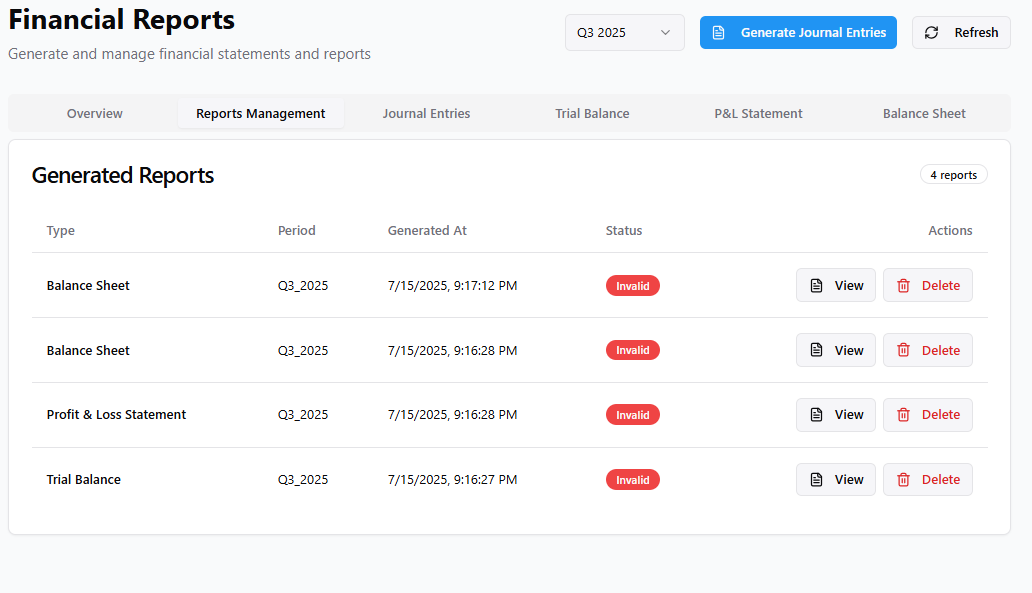 Financial Reports
Generate and manage financial statements and reports
Q3 2025
Generate Journal Entries
Refresh
Overview Reports Management Journal Entries Trial Balance P&L Statement Balance Sheet
Generated Reports
4 reports
Type Period Generated At Status Actions
Balance Sheet Q3_2025 7/15/2025, 9:17:12 PM Invalid View Delete
Balance Sheet Q3_2025 7/15/2025, 9:16:28 PM Invalid View Delete
Profit & Loss Statement Q3_2025 7/15/2025, 9:16:28 PM Invalid View Delete
Trial Balance Q3_2025 7/15/2025, 9:16:27 PM Invalid View Delete